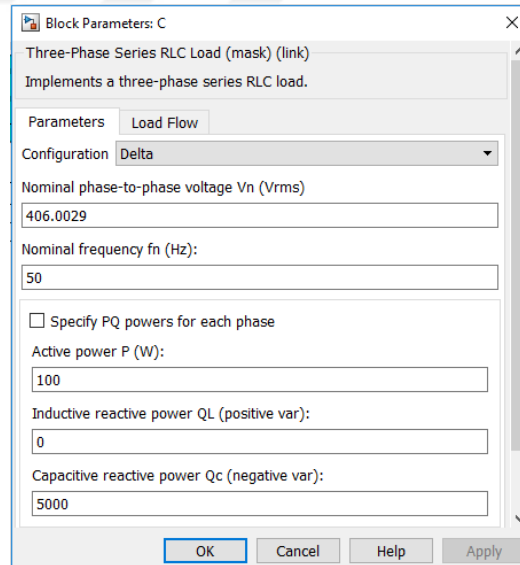 Block Parameters: C
Three-Phase Series RLC Load (mask) (link)
Implements a three-phase series RLC load.
Parameters Load Flow
Configuration Delta
Nominal phase-to-phase voltage Vn (Vrms)
406.0029
Nominal frequency fn (Hz):
50
Specify PQ powers for each phase
Active power P (W):
100
Inductive reactive power QL (positive var):
0
Capacitive reactive power Qc (negative var):
5000
OK Cancel Help Apply